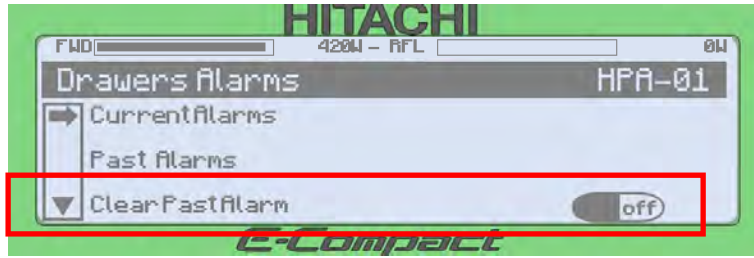 HITACHI
FWD 420W - RFL 0W
Drawers Alarms HPA-01
CurrentAlarms
Past Alarms
ClearPastAlarm off
E-Compact